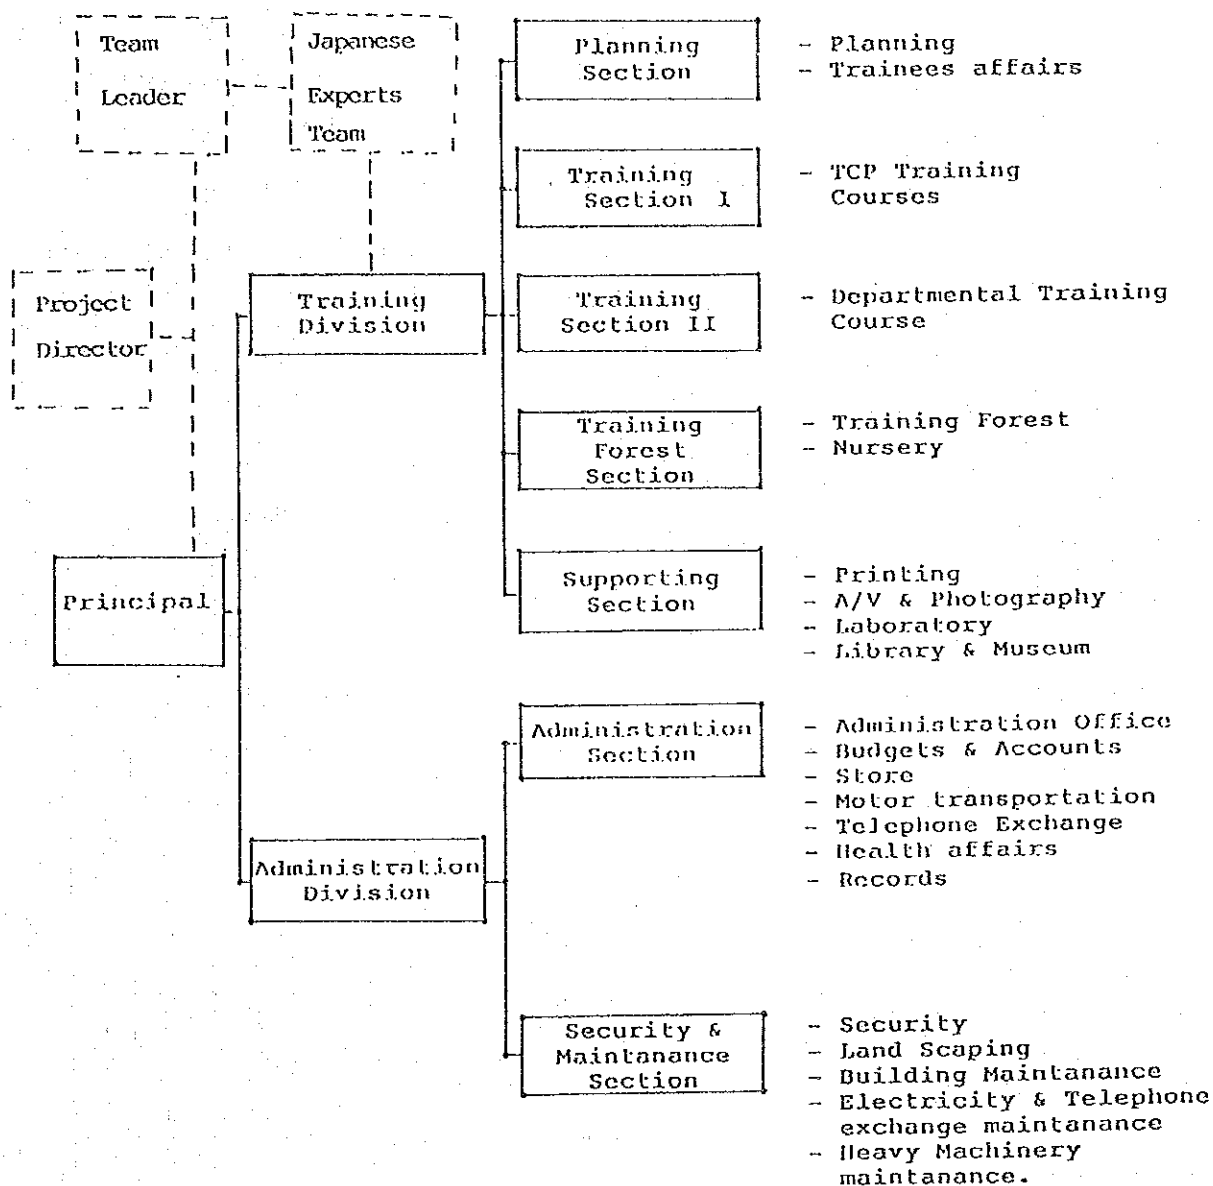 Team
Leader
Japanese
Experts
Team
Planning
Section
- Planning
- Trainees affairs
Training
Section I
- TCP Training
Courses
Project
Director
Training
Division
Training
Section II
- Departmental Training
Course
Training
Forest
Section
- Training Forest
- Nursery
Principal
Supporting
Section
- Printing
- A/V & Photography
- Laboratory
- Library & Museum
Administration
Section
- Administration Office
- Budgets & Accounts
- Store
- Motor transportation
- Telephone Exchange
- Health affairs
- Records
Administration
Division
Security &
Maintanance
Section
- Security
- Land Scaping
- Building Maintanance
- Electricity & Telephone
exchange maintanance
- Heavy Machinery
maintanance.